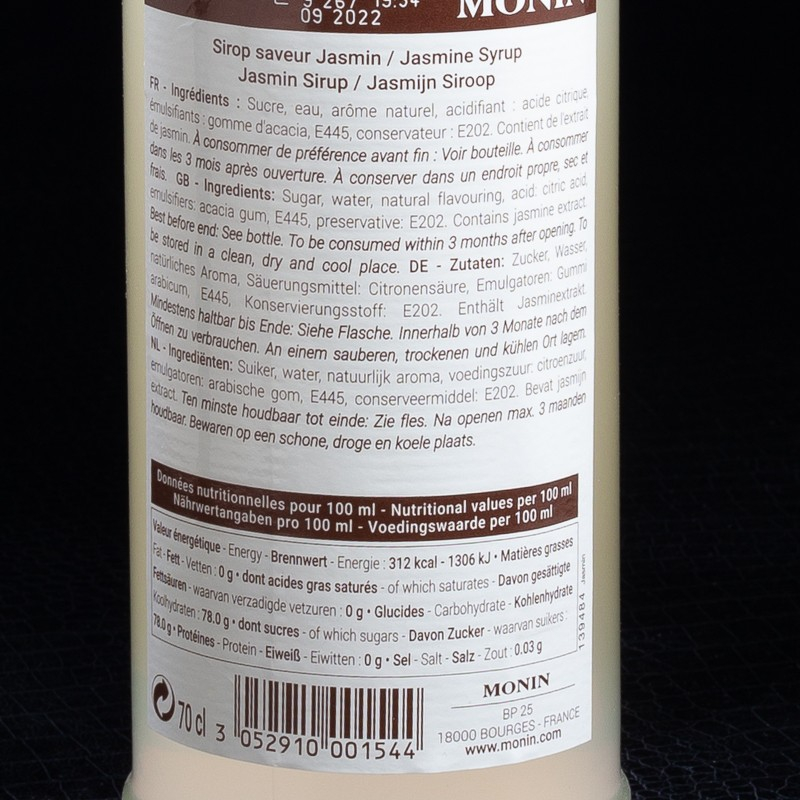 9 267 19:34
09 2022
MONIN
Sirop saveur Jasmin / Jasmine Syrup
Jasmin Sirup / Jasmijn Siroop
FR - Ingrédients : Sucre, eau, arôme naturel, acidifiant : acide citrique,
émulsifiants : gomme d'acacia, E445, conservateur : E202. Contient de l'extrait
de jasmin. À consommer de préférence avant fin : Voir bouteille. À consommer
dans les 3 mois après ouverture. À conserver dans un endroit propre, sec et
frais. GB - Ingredients: Sugar, water, natural flavouring, acid: citric acid,
emulsifiers: acacia gum, E445, preservative: E202. Contains jasmine extract.
Best before end: See bottle. To be consumed within 3 months after opening. To
be stored in a clean, dry and cool place. DE - Zutaten: Zucker, Wasser,
natürliches Aroma, Säuerungsmittel: Citronensäure, Emulgatoren: Gummi
arabicum, E445, Konservierungsstoff: E202. Enthält Jasminextrakt.
Mindestens haltbar bis Ende: Siehe Flasche. Innerhalb von 3 Monate nach dem
Öffnen zu verbrauchen. An einem sauberen, trockenen und kühlen Ort lagern.
NL - Ingrediënten: Suiker, water, natuurlijk aroma, voedingszuur: citroenzuur,
emulgatoren: arabische gom, E445, conserveermiddel: E202. Bevat jasmijn
extract. Ten minste houdbaar tot einde: Zie fles. Na openen max. 3 maanden
houdbaar. Bewaren op een schone, droge en koele plaats.
Données nutritionnelles pour 100 ml - Nutritional values per 100 ml
Nährwertangaben pro 100 ml - Voedingswaarde per 100 ml
Valeur énergétique - Energy - Brennwert - Energie : 312 kcal - 1306 kJ • Matières grasses
Fat - Fett - Vetten : 0 g • dont acides gras saturés - of which saturates - Davon gesättigte
Fettsäuren - waarvan verzadigde vetzuren : 0 g • Glucides - Carbohydrate - Kohlenhydrate
Koolhydraten : 78.0 g • dont sucres - of which sugars - Davon Zucker - waarvan suikers :
78.0 g • Protéines - Protein - Eiweiß - Eiwitten : 0 g • Sel - Salt - Salz - Zout : 0.03 g
139484 Jasmin
70 cl
3 052910 001544
MONIN
BP 25
18000 BOURGES - FRANCE
www.monin.com